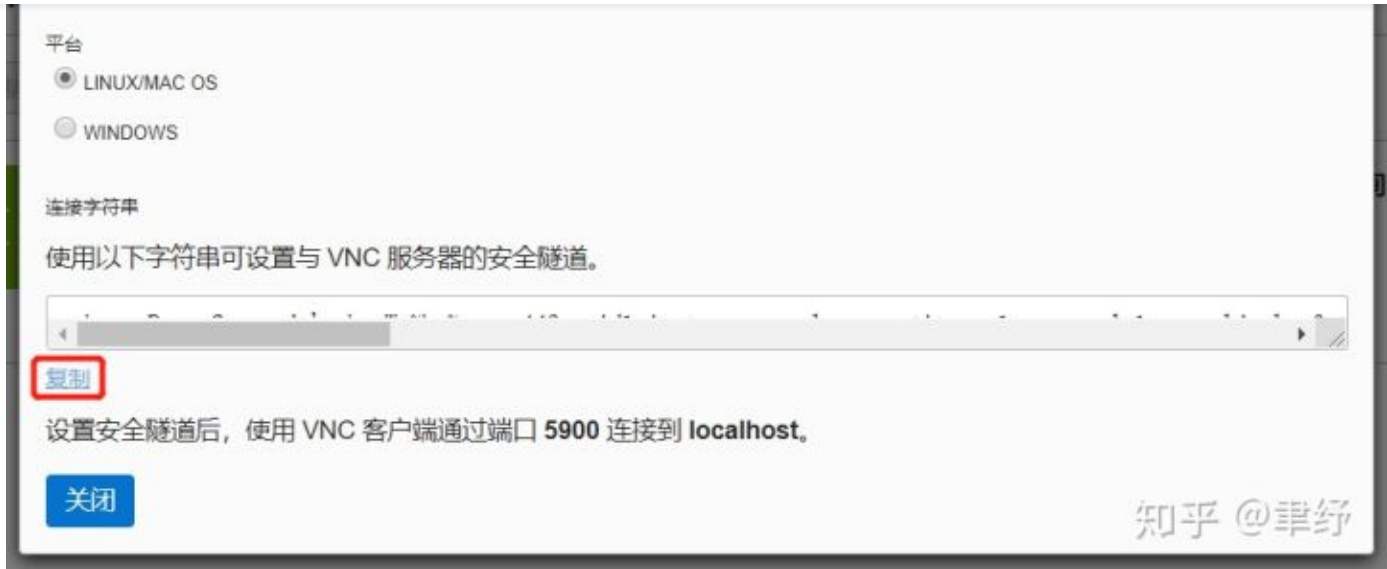 平台
LINUX/MAC OS
WINDOWS
连接字符串
使用以下字符串可设置与 VNC 服务器的安全隧道。
复制
设置安全隧道后，使用 VNC 客户端通过端口 5900 连接到 localhost。
关闭
知乎 @聿纾